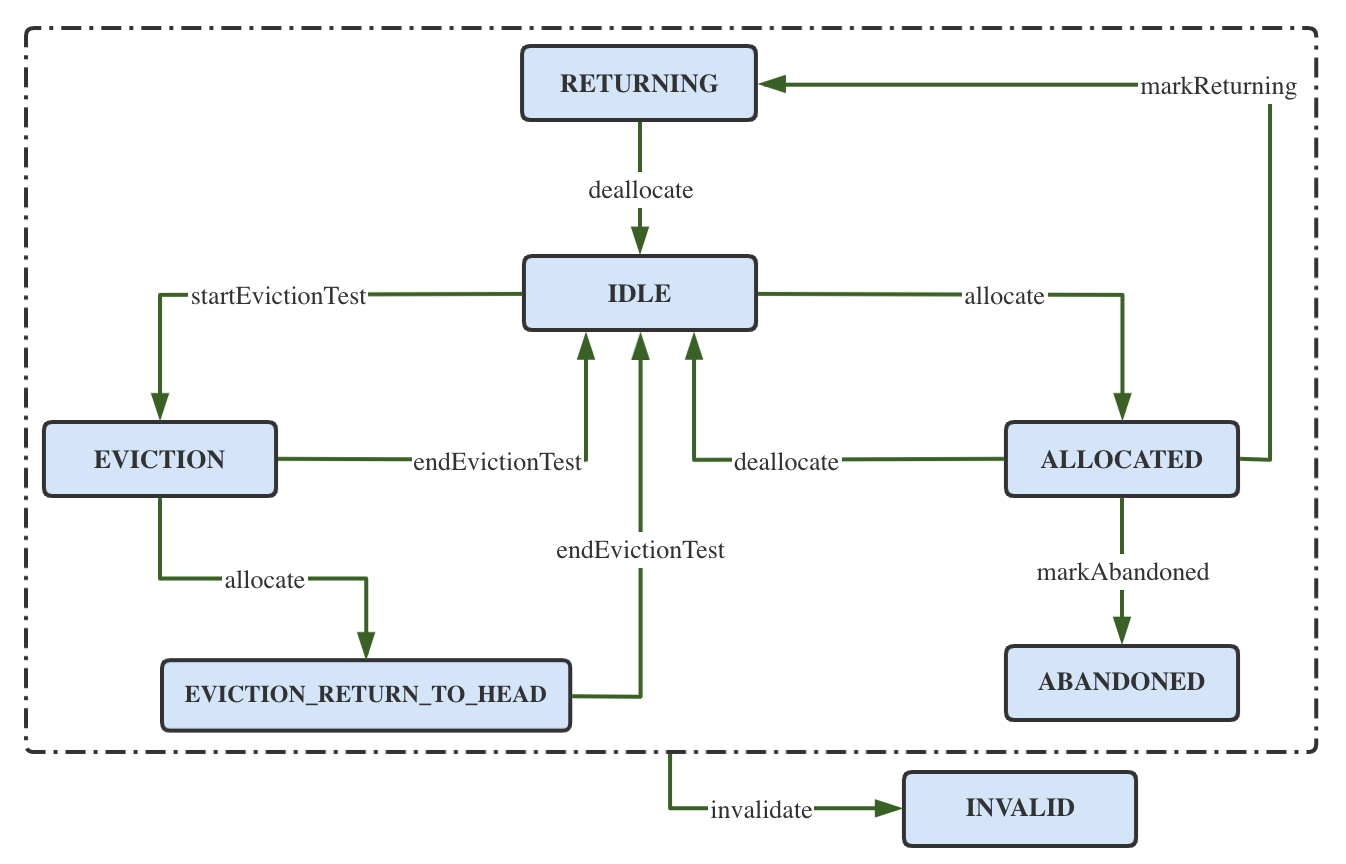 RETURNING
markReturning
deallocate
IDLE
startEvictionTest
allocate
EVICTION
endEvictionTest
deallocate
ALLOCATED
endEvictionTest
allocate
markAbandoned
EVICTION_RETURN_TO_HEAD
ABANDONED
invalidate
INVALID